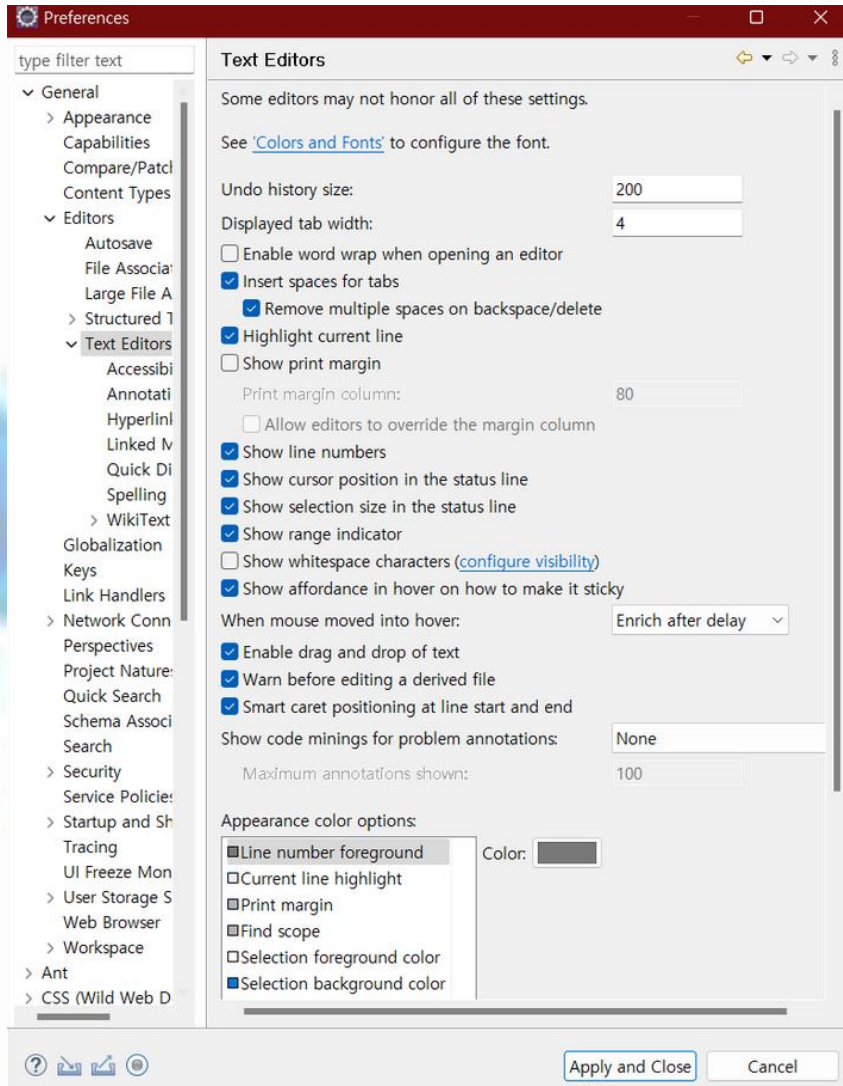 Preferences
type filter text
General
Appearance
Capabilities
Compare/Patcl
Content Types
Editors
Autosave
File Associa
Large File A
Structured T
Text Editors
Accessibi
Annotati
Hyperlin
Linked M
Quick Di
Spelling
WikiText
Globalization
Keys
Link Handlers
Network Conn
Perspectives
Project Nature
Quick Search
Schema Associ
Search
Security
Service Policie
Startup and Sh
Tracing
UI Freeze Mon
User Storage S
Web Browser
Workspace
Ant
CSS (Wild Web D
Text Editors
Some editors may not honor all of these settings.
See 'Colors and Fonts' to configure the font.
Undo history size: 200
Displayed tab width: 4
Enable word wrap when opening an editor
Insert spaces for tabs
Remove multiple spaces on backspace/delete
Highlight current line
Show print margin
Print margin column: 80
Allow editors to override the margin column
Show line numbers
Show cursor position in the status line
Show selection size in the status line
Show range indicator
Show whitespace characters (configure visibility)
Show affordance in hover on how to make it sticky
When mouse moved into hover: Enrich after delay
Enable drag and drop of text
Warn before editing a derived file
Smart caret positioning at line start and end
Show code minings for problem annotations: None
Maximum annotations shown: 100
Appearance color options:
Line number foreground Color:
Current line highlight
Print margin
Find scope
Selection foreground color
Selection background color
Apply and Close Cancel